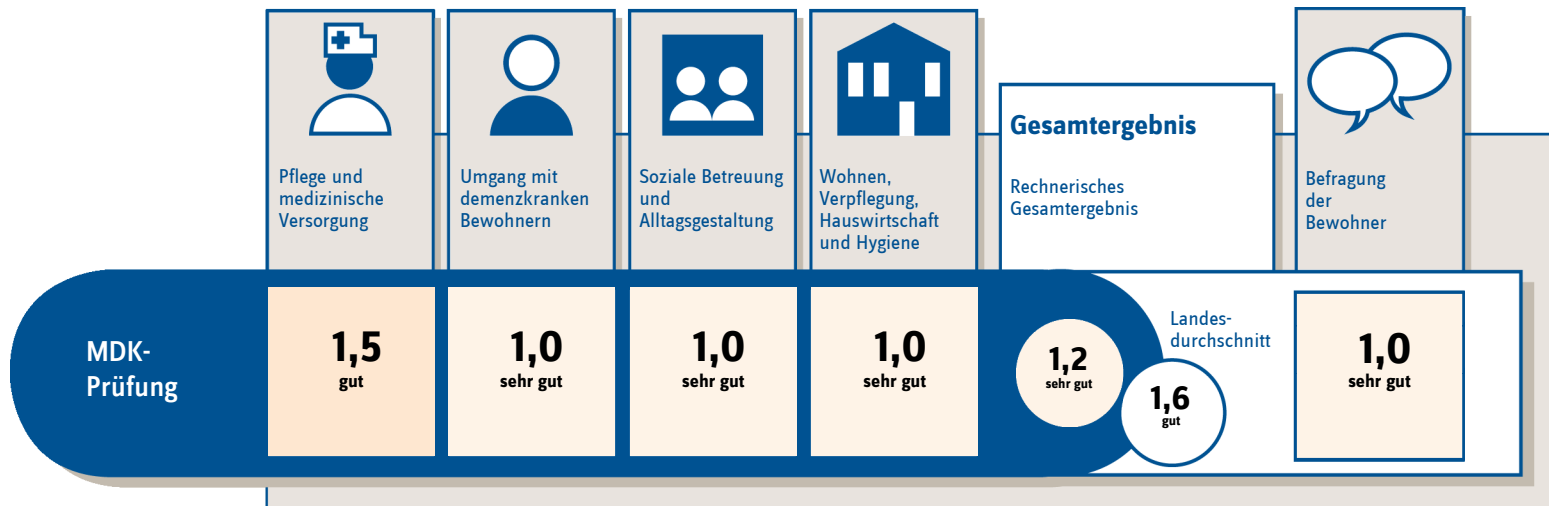 Pflege und
medizinische
Versorgung
Umgang mit
demenzkranken
Bewohnern
Soziale Betreuung
und
Alltagsgestaltung
Wohnen,
Verpflegung,
Hauswirtschaft
und Hygiene
Gesamtergebnis
Rechnerisches
Gesamtergebnis
Befragung
der
Bewohner
MDK-
Prüfung
1,5
gut
1,0
sehr gut
1,0
sehr gut
1,0
sehr gut
1,2
sehr gut
Landes-
durchschnitt
1,6
gut
1,0
sehr gut